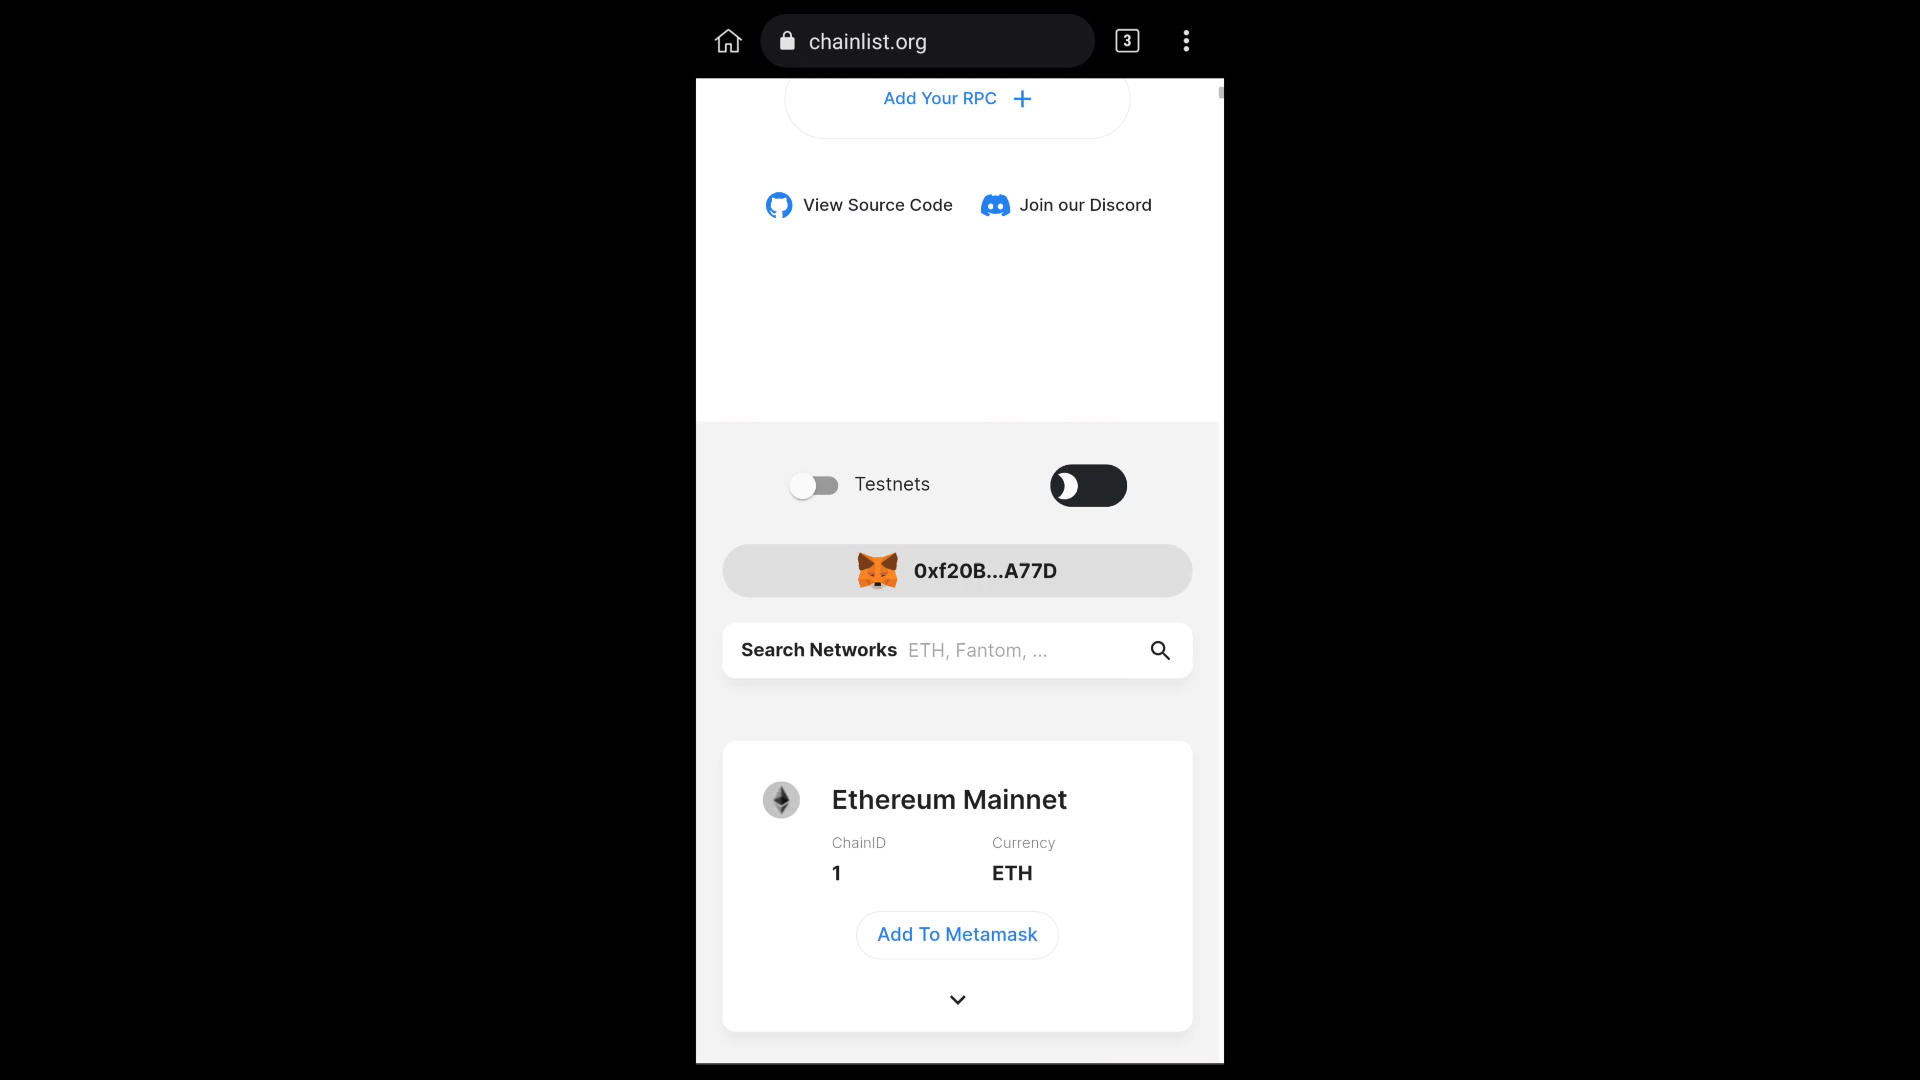 chainlist.org
3
Add Your RPC
View Source Code
Join our Discord
Testnets
0xf20B...A77D
Search Networks ETH, Fantom, ...
Ethereum Mainnet
ChainID Currency
1 ETH
Add To Metamask